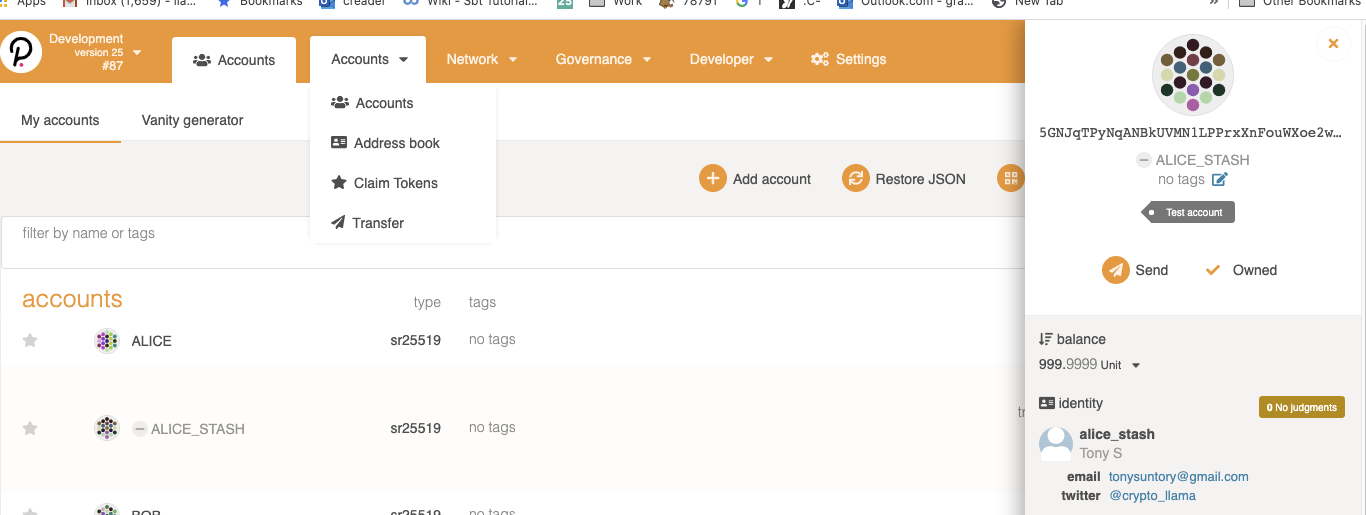 Apps
Inbox (1,659) - lla...
Bookmarks
creader
Wiki - Sbt Tutorial...
25
Work
78791
G 1
.C-
Outlook.com - gra...
New Tab
»
Other Bookmarks
Development
version 25
#87
Accounts
Accounts
Network
Governance
Developer
Settings
Accounts
Address book
Claim Tokens
Transfer
My accounts
Vanity generator
Add account
Restore JSON
filter by name or tags
accounts
type
tags
ALICE
sr25519
no tags
ALICE_STASH
sr25519
no tags
tr
BOB
sr25519
no tags
5GNJqTPyNqANBkUVMN1LPPrxXnFouWXoe2w…
ALICE_STASH
no tags
Test account
Send
Owned
balance
999.9999 Unit
identity
0 No judgments
alice_stash
Tony S
email tonysuntory@gmail.com
twitter @crypto_llama